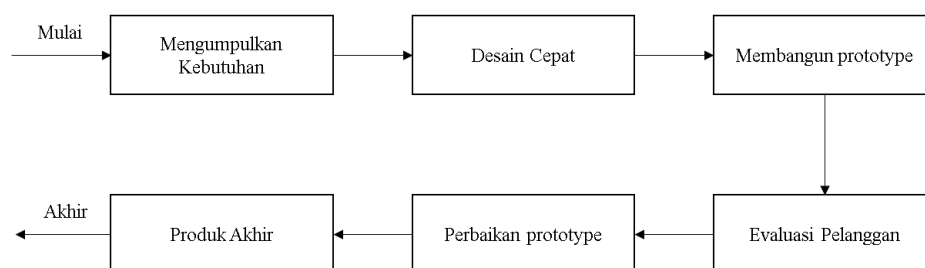 Mulai
Mengumpulkan
Kebutuhan
Desain Cepat
Membangun prototype
Akhir
Produk Akhir
Perbaikan prototype
Evaluasi Pelanggan